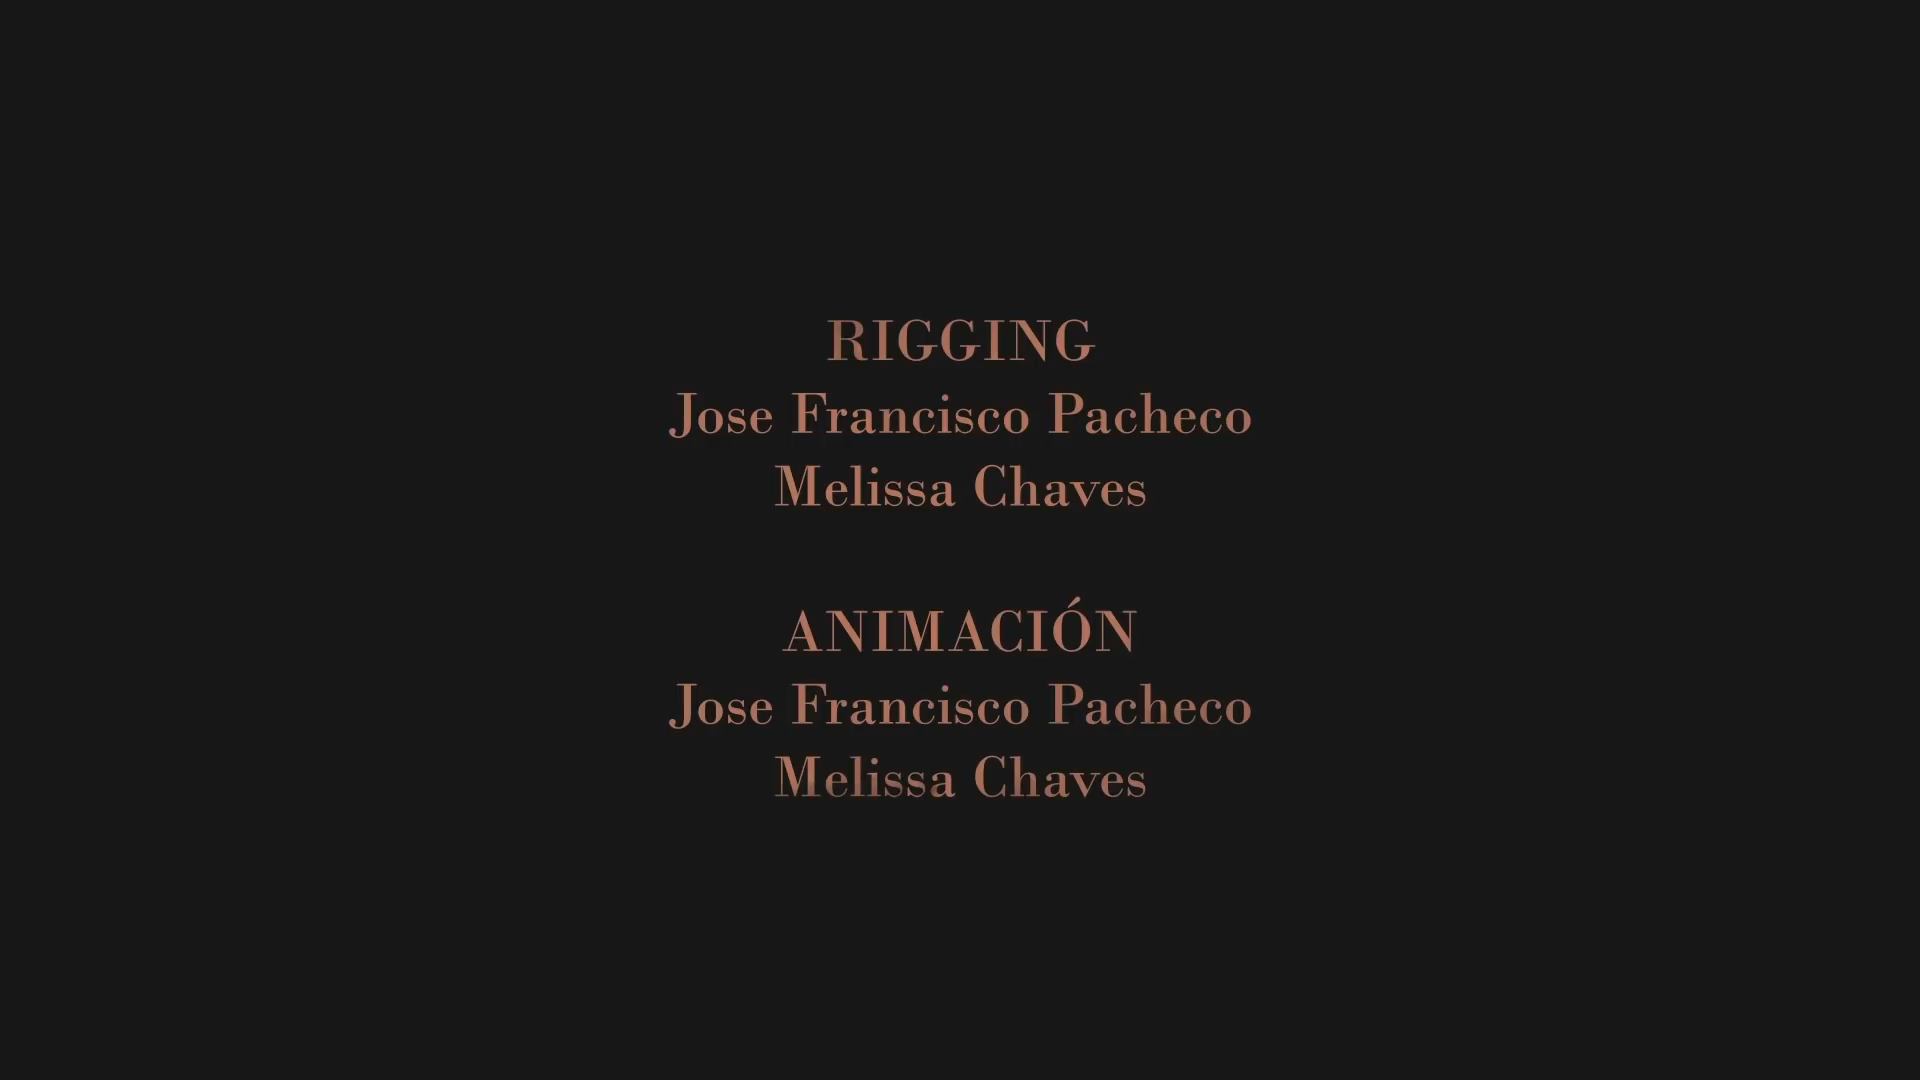 RIGGING
Jose Francisco Pacheco
Melissa Chaves
ANIMACIÓN
Jose Francisco Pacheco
Melissa Chaves